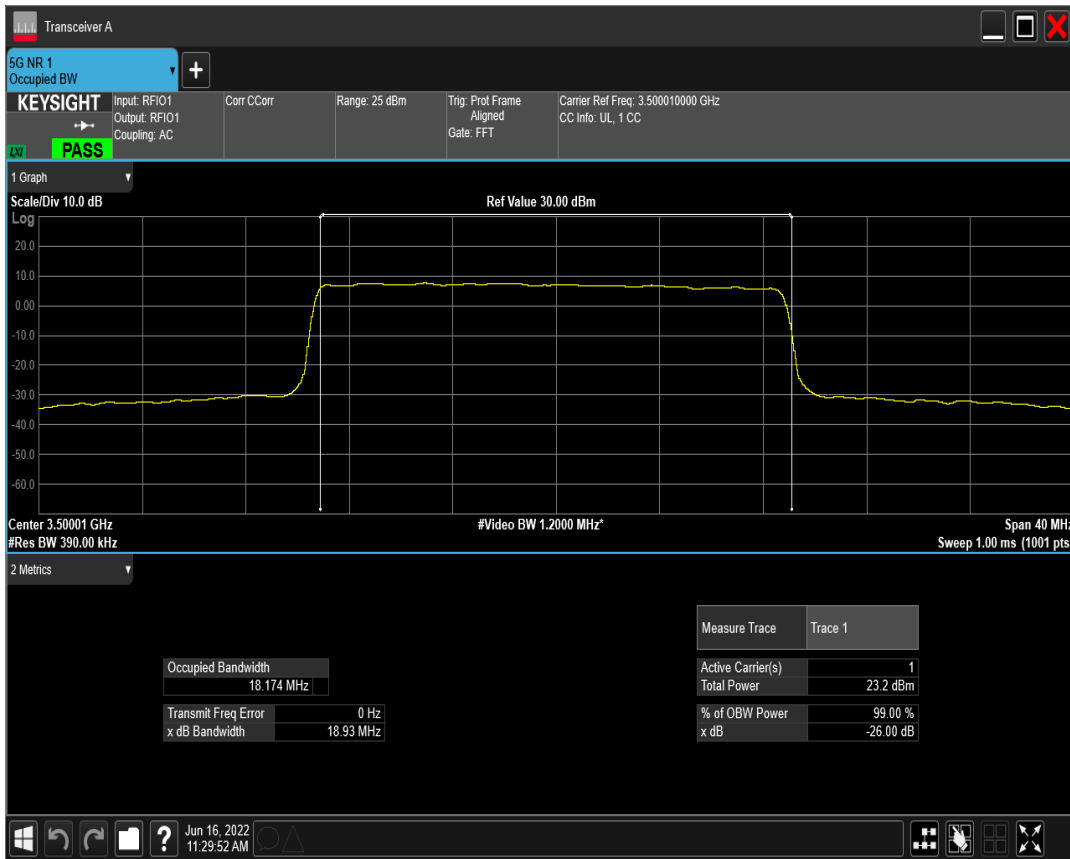 Transceiver A
5G NR 1
Occupied BW
KEYSIGHT
LXI
PASS
Input: RFIO1
Output: RFIO1
Coupling: AC
Corr CCorr
Range: 25 dBm
Trig: Prot Frame
Aligned
Gate: FFT
Carrier Ref Freq: 3.500010000 GHz
CC Info: UL, 1 CC
1 Graph
Scale/Div 10.0 dB
Ref Value 30.00 dBm
Log
20.0
10.0
0.00
-10.0
-20.0
-30.0
-40.0
-50.0
-60.0
Center 3.50001 GHz
#Video BW 1.2000 MHz*
Span 40 MHz
#Res BW 390.00 kHz
Sweep 1.00 ms (1001 pts
2 Metrics
Measure Trace Trace 1
Occupied Bandwidth
18.174 MHz
Active Carrier(s) 1
Total Power 23.2 dBm
Transmit Freq Error 0 Hz
x dB Bandwidth 18.93 MHz
% of OBW Power 99.00 %
x dB -26.00 dB
?
Jun 16, 2022
11:29:52 AM